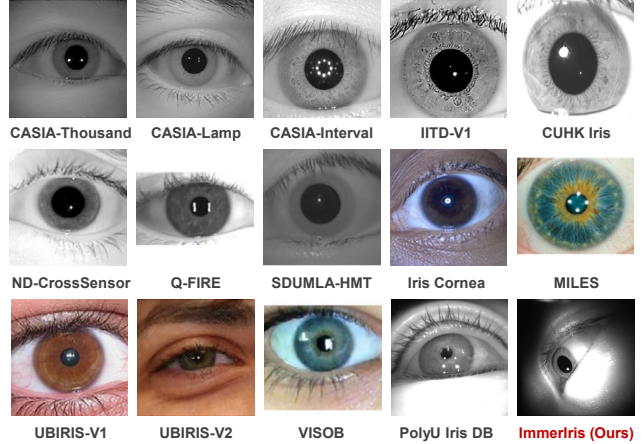 CASIA-Thousand CASIA-Lamp CASIA-Interval IITD-V1 CUHK Iris
ND-CrossSensor Q-FIRE SDUMLA-HMT Iris Cornea MILES
UBIRIS-V1 UBIRIS-V2 VISOB PolyU Iris DB ImmerIris (Ours)